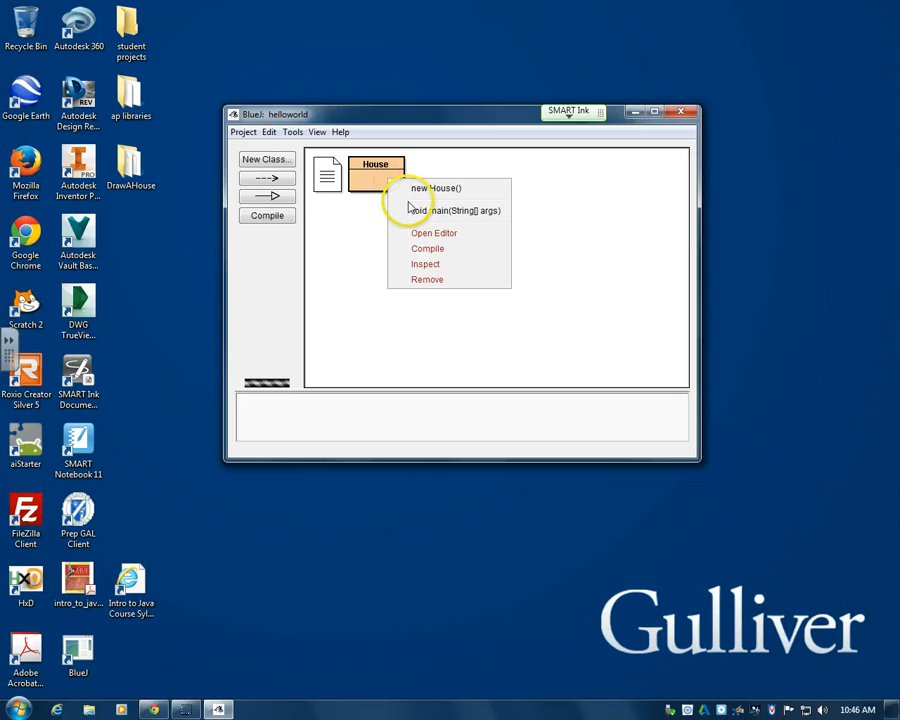 Recycle Bin
Autodesk 360
student
projects
Google Earth
Autodesk
Design Re...
ap libraries
Mozilla
Firefox
Autodesk
Inventor P...
DrawAHouse
Google
Chrome
Autodesk
Vault Bas...
Scratch 2
DWG
TrueView...
Roxio Creator
Silver 5
SMART Ink
Docume...
aiStarter
SMART
Notebook 11
FileZilla
Client
Prep GAL
Client
HxD
intro_to_jav...
Intro to Java
Course Syl...
Adobe
Acrobat...
BlueJ
BlueJ: helloworld
SMART Ink
Project Edit Tools View Help
New Class...
Compile
House
new House()
void main(String[] args)
Open Editor
Compile
Inspect
Remove
Gulliver
10:46 AM